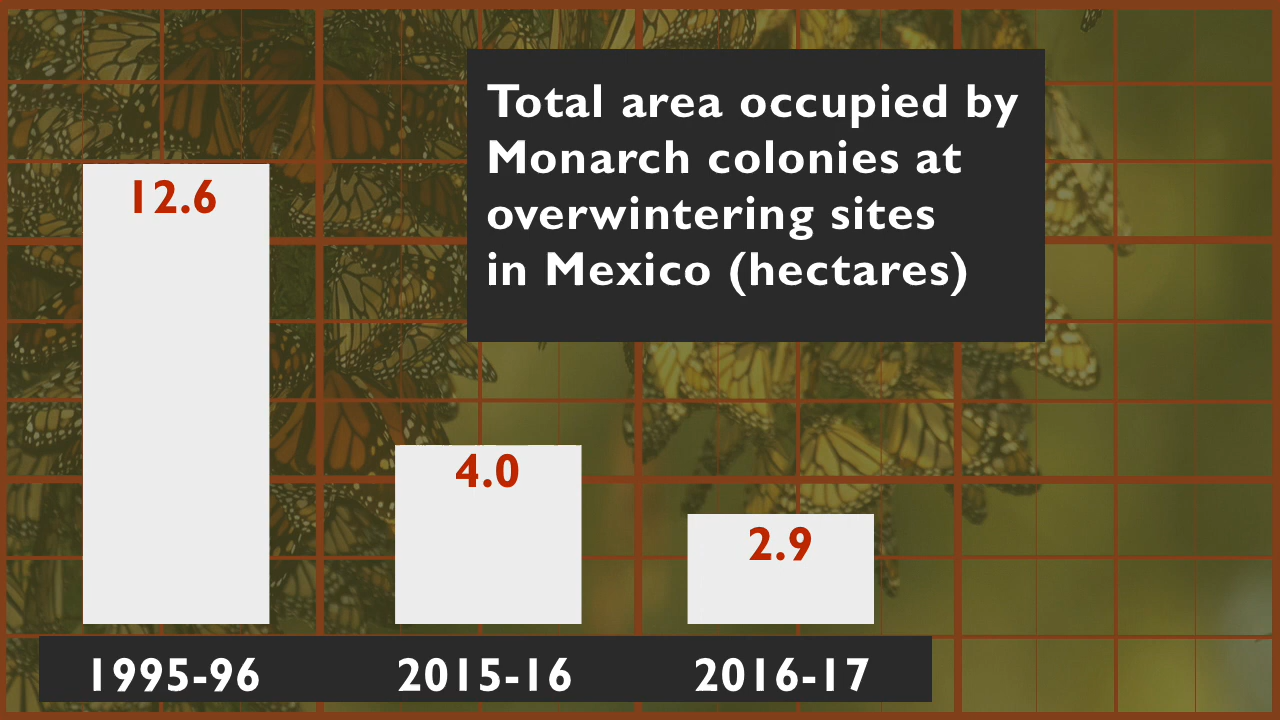 Total area occupied by
Monarch colonies at
overwintering sites
in Mexico (hectares)
12.6
4.0
2.9
1995-96
2015-16
2016-17